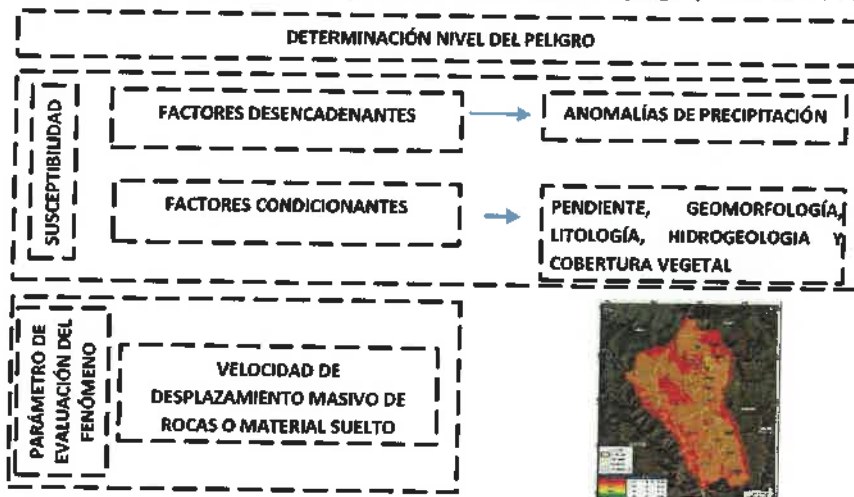 DETERMINACIÓN NIVEL DEL PELIGRO
SUSCEPTIBILIDAD
FACTORES DESENCADENANTES
ANOMALÍAS DE PRECIPITACIÓN
FACTORES CONDICIONANTES
PENDIENTE, GEOMORFOLOGÍA,
LITOLOGÍA, HIDROGEOLOGIA Y
COBERTURA VEGETAL
PARÁMETRO DE
EVALUACIÓN DEL
FENÓMENO
VELOCIDAD DE
DESPLAZAMIENTO MASIVO DE
ROCAS O MATERIAL SUELTO